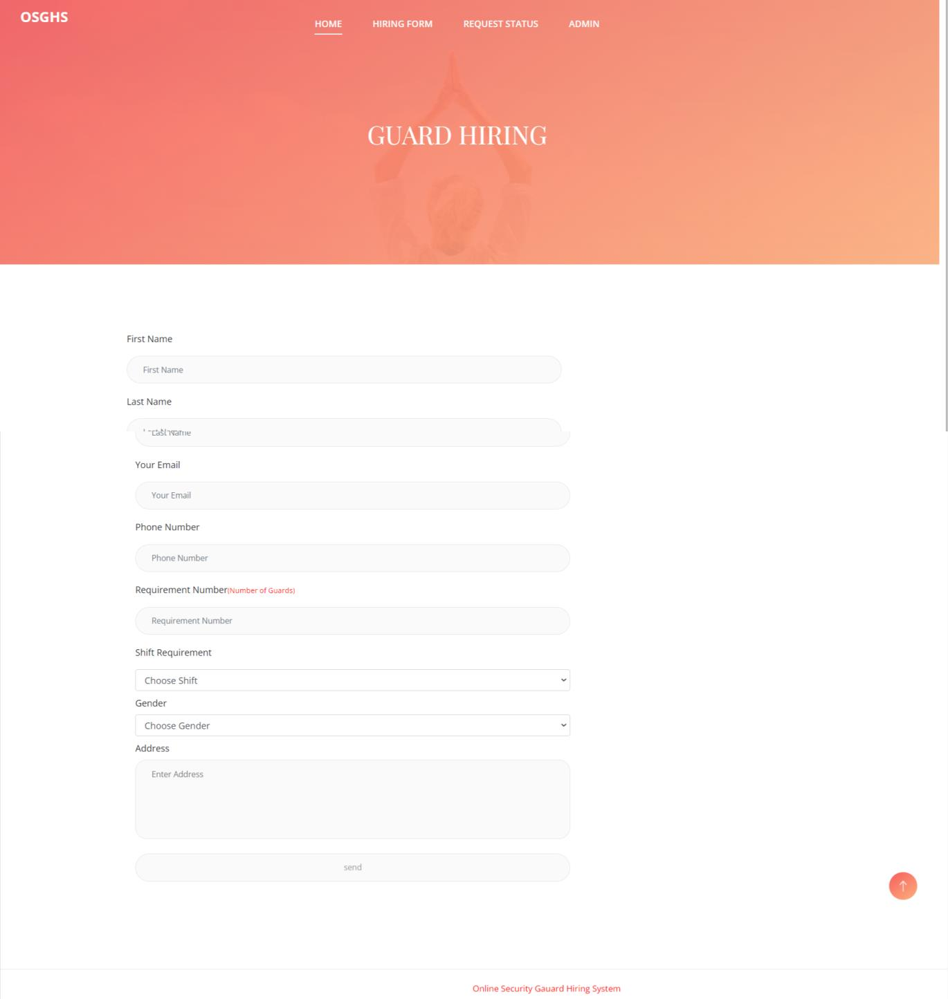 OSGHS
HOME HIRING FORM REQUEST STATUS ADMIN
GUARD HIRING
First Name
First Name
Last Name
Last Name
Your Email
Your Email
Phone Number
Phone Number
Requirement Number(Number of Guards)
Requirement Number
Shift Requirement
Choose Shift
Gender
Choose Gender
Address
Enter Address
send
Online Security Gauard Hiring System